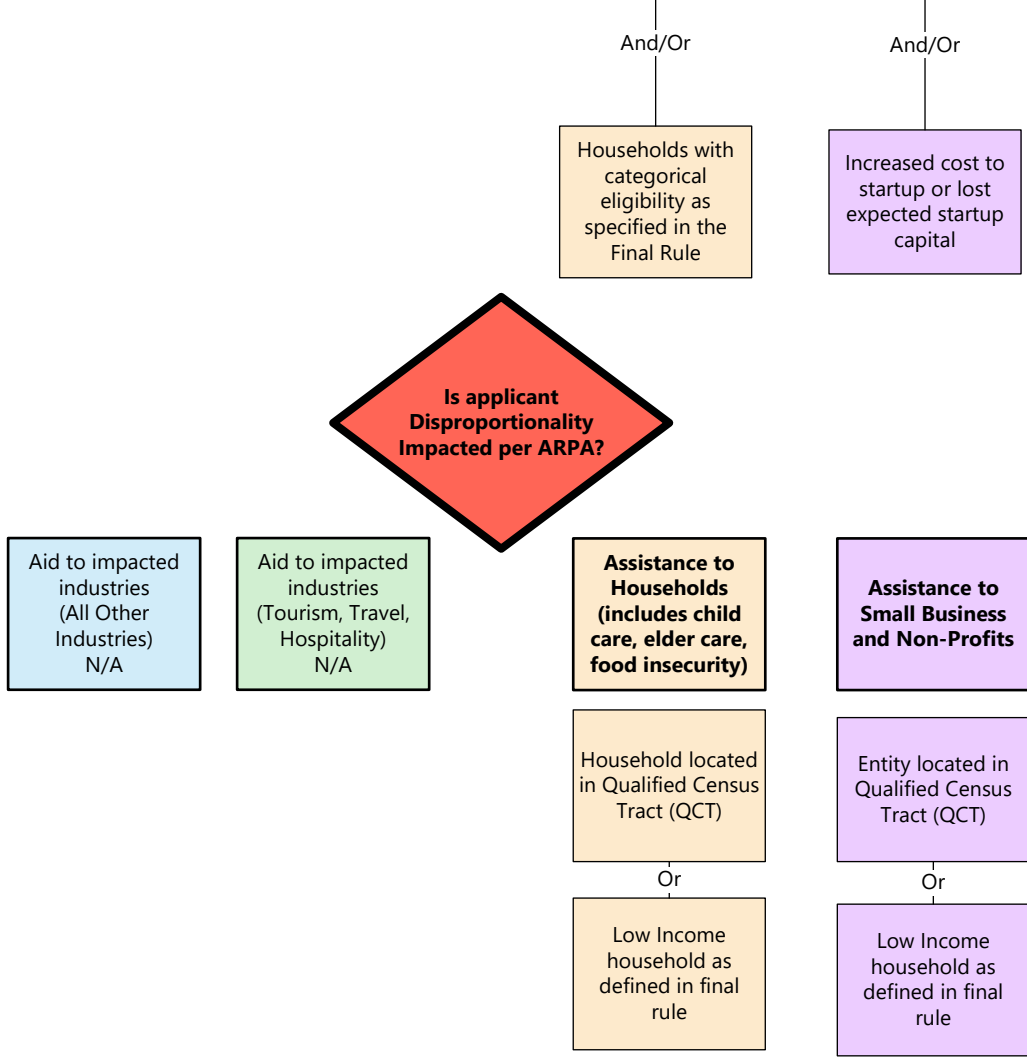 And/Or
And/Or
Households with
categorical
eligibility as
specified in the
Final Rule
Increased cost to
startup or lost
expected startup
capital
Is applicant
Disproportionality
Impacted per ARPA?
Aid to impacted
industries
(All Other
Industries)
N/A
Aid to impacted
industries
(Tourism, Travel,
Hospitality)
N/A
Assistance to
Households
(includes child
care, elder care,
food insecurity)
Assistance to
Small Business
and Non-Profits
Household located
in Qualified Census
Tract (QCT)
Entity located in
Qualified Census
Tract (QCT)
Or
Or
Low Income
household as
defined in final
rule
Low Income
household as
defined in final
rule